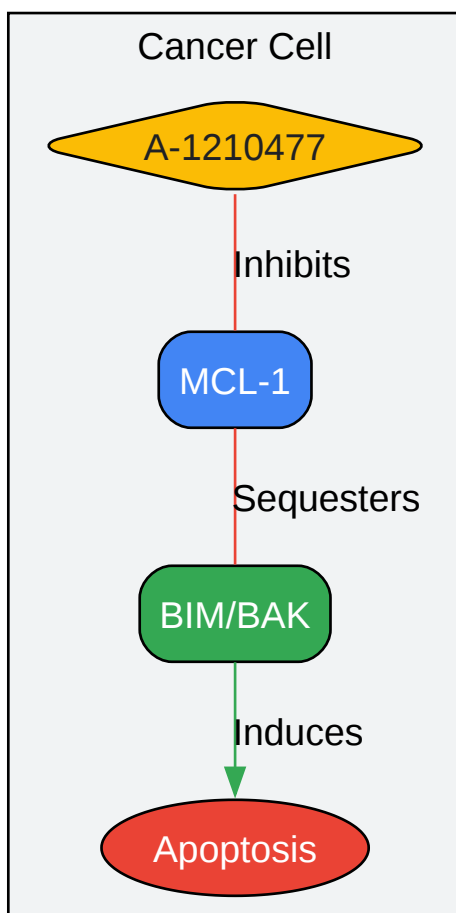 Cancer Cell
A-1210477
Inhibits
MCL-1
Sequesters
BIM/BAK
Induces
Apoptosis